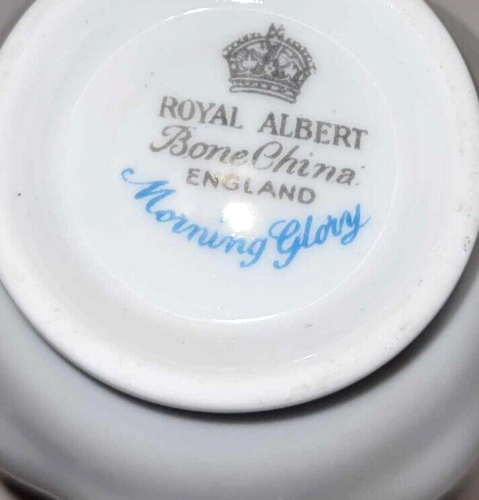 ROYAL ALBERT
Bone China
ENGLAND
Morning Glory